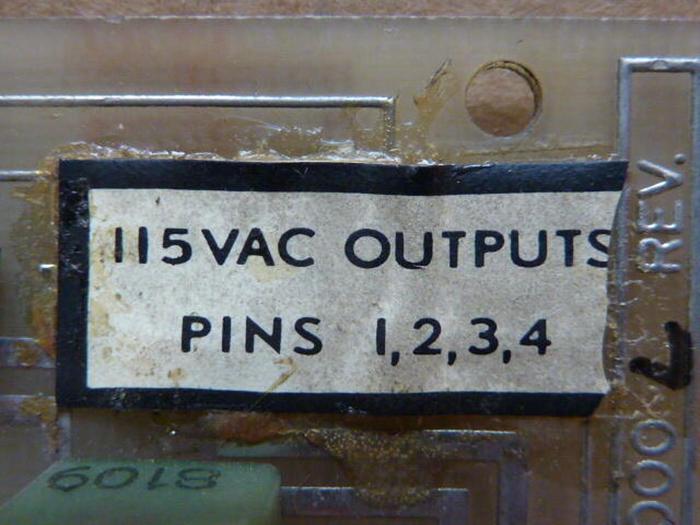 115VAC OUTPUTS
PINS 1,2,3,4
REV.
8109